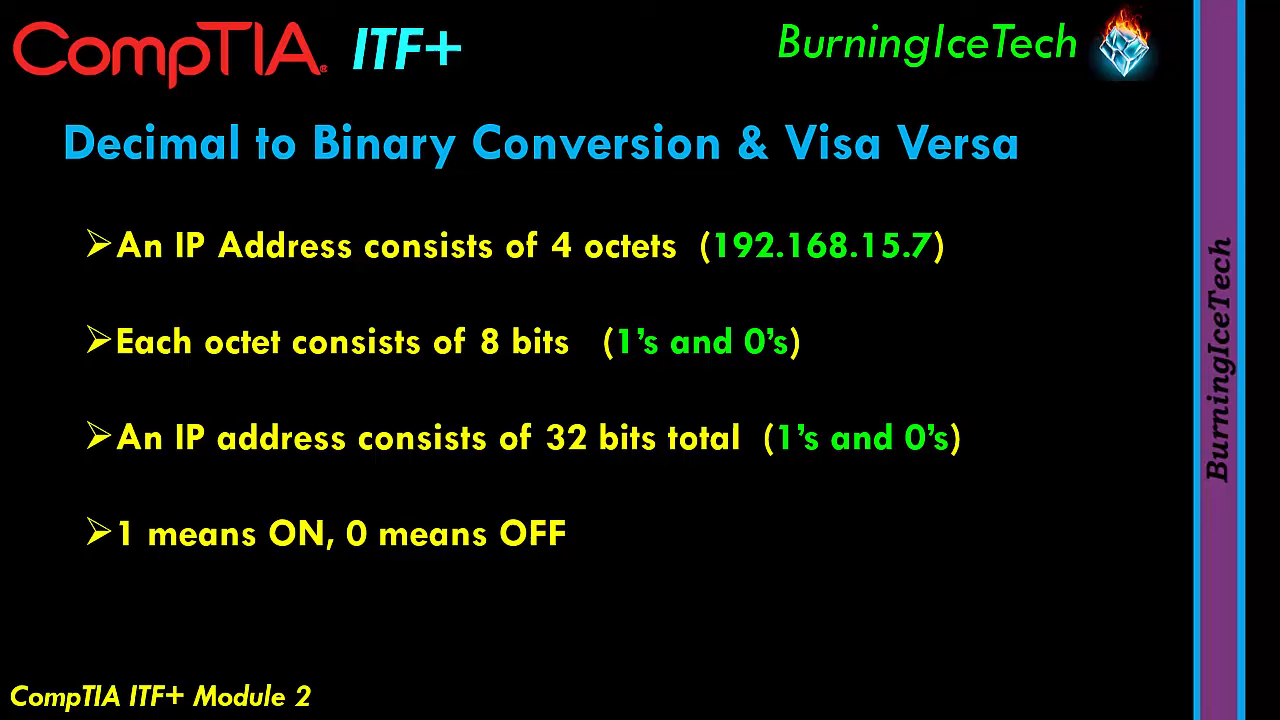 CompTIA ITF+
BurningIceTech
Decimal to Binary Conversion & Visa Versa
➢An IP Address consists of 4 octets (192.168.15.7)
➢Each octet consists of 8 bits (1’s and 0’s)
➢An IP address consists of 32 bits total (1’s and 0’s)
➢1 means ON, 0 means OFF
CompTIA ITF+ Module 2
BurningIceTech